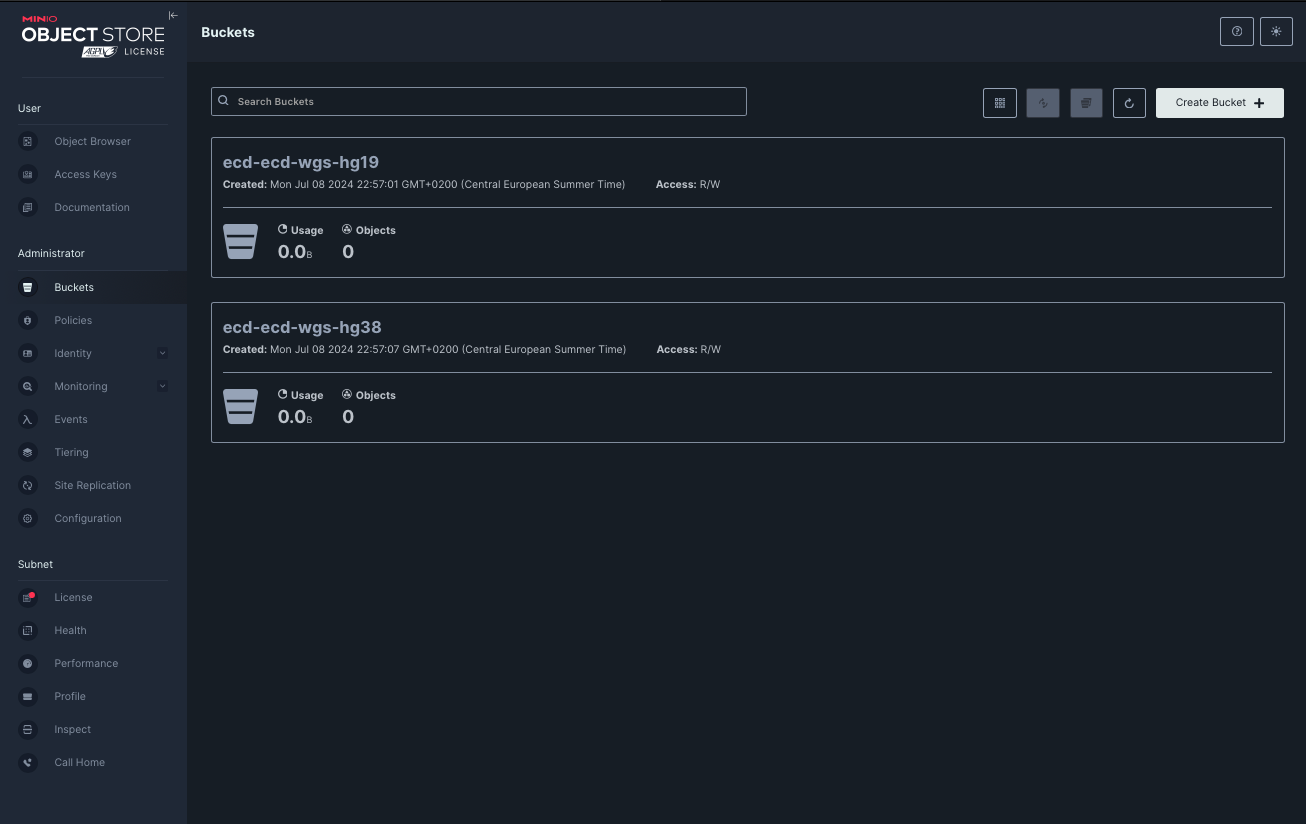 MINIO
OBJECT STORE
AGPLv3 LICENSE
User
Object Browser
Access Keys
Documentation
Administrator
Buckets
Policies
Identity
Monitoring
Events
Tiering
Site Replication
Configuration
Subnet
License
Health
Performance
Profile
Inspect
Call Home
Buckets
Search Buckets
Create Bucket
ecd-ecd-wgs-hg19
Created: Mon Jul 08 2024 22:57:01 GMT+0200 (Central European Summer Time) Access: R/W
Usage Objects
0.0B 0
ecd-ecd-wgs-hg38
Created: Mon Jul 08 2024 22:57:07 GMT+0200 (Central European Summer Time) Access: R/W
Usage Objects
0.0B 0